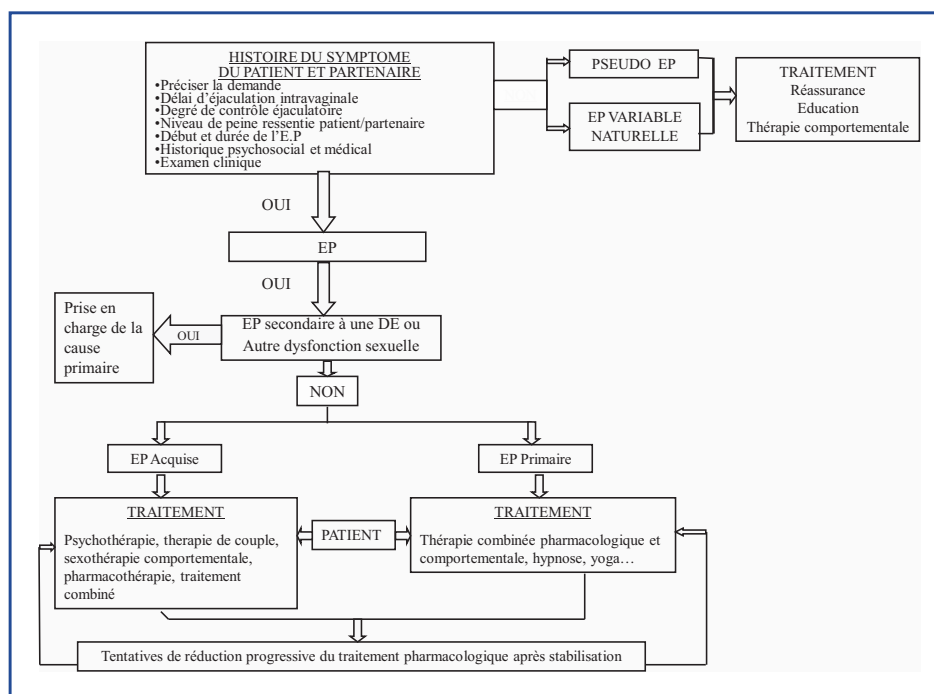 HISTOIRE DU SYMPTOME
DU PATIENT ET PARTENAIRE
•Préciser la demande
•Délai d'éjaculation intravaginale
•Degré de contrôle éjaculatoire
•Niveau de peine ressentie patient/partenaire
•Début et durée de l'E.P
•Historique psychosocial et médical
•Examen clinique
PSEUDO EP
EP VARIABLE
NATURELLE
TRAITEMENT
Réassurance
Education
Thérapie comportementale
OUI
EP
OUI
Prise en
charge de la
cause
primaire
OUI
EP secondaire à une DE ou
Autre dysfonction sexuelle
NON
EP Acquise
EP Primaire
TRAITEMENT
Psychothérapie, therapie de couple,
sexothérapie comportementale,
pharmacothérapie, traitement
combiné
PATIENT
TRAITEMENT
Thérapie combinée pharmacologique et
comportementale, hypnose, yoga…
Tentatives de réduction progressive du traitement pharmacologique après stabilisation